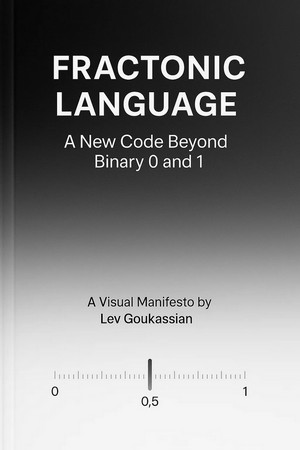 FRACTONIC
LANGUAGE
A New Code Beyond
Binary 0 and 1
A Visual Manifesto by
Lev Goukassian
0
0,5
1